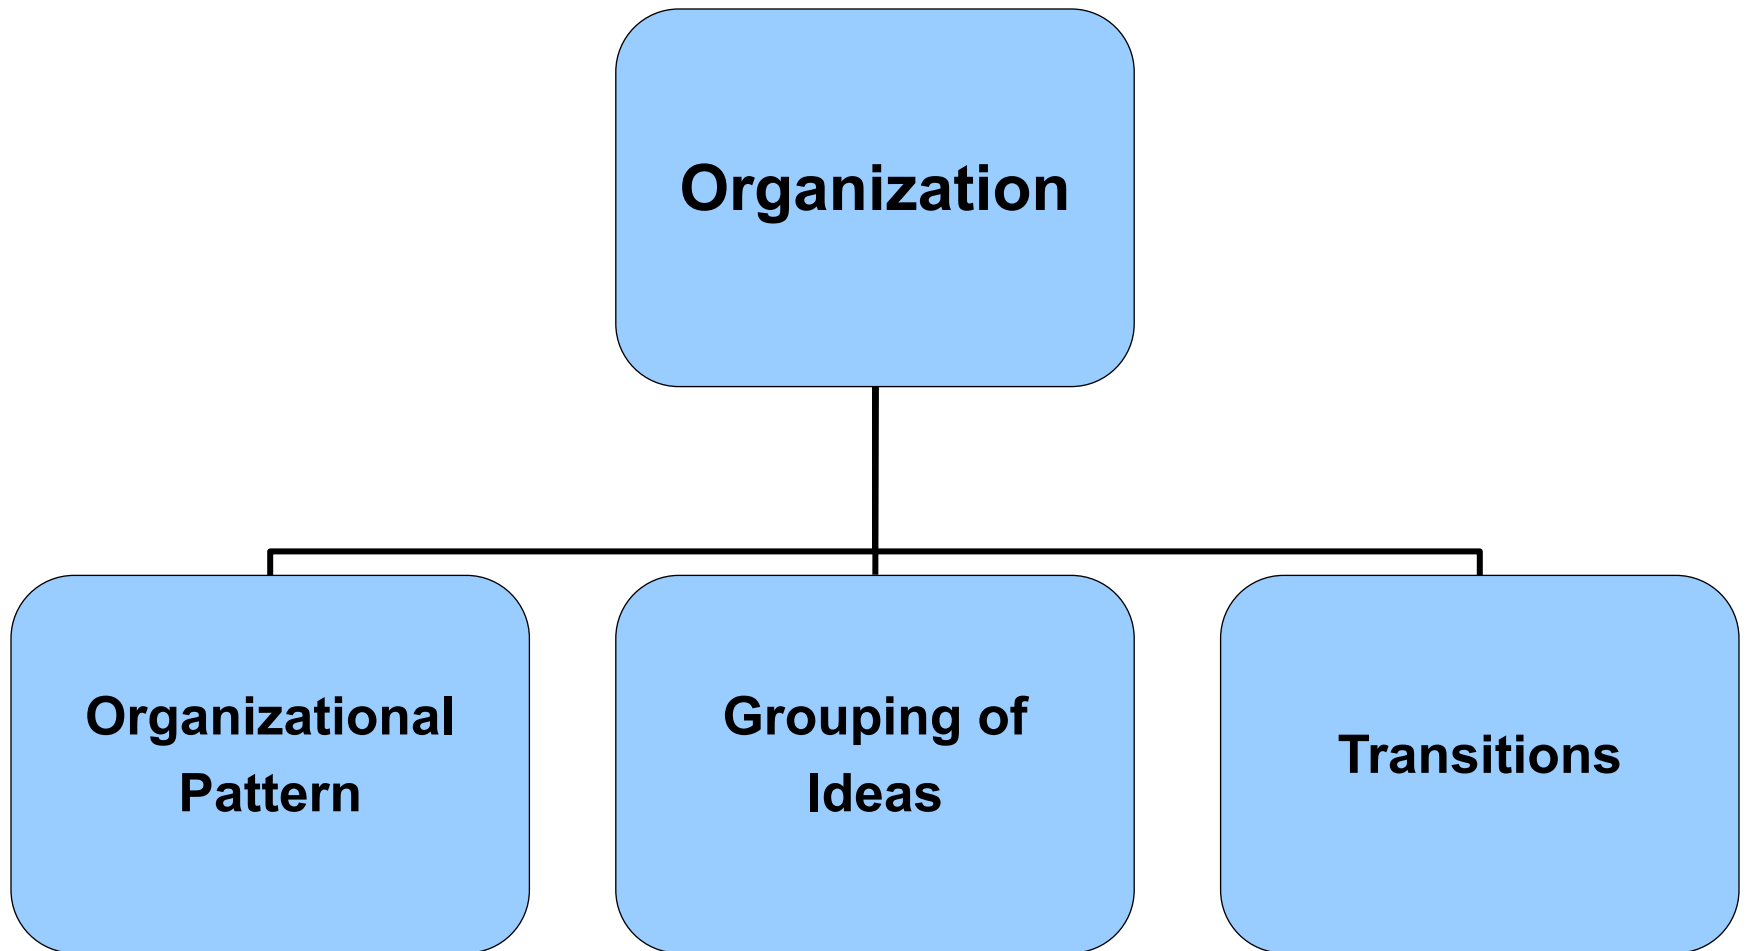 Organization
Organizational
Pattern
Grouping of
Ideas
Transitions